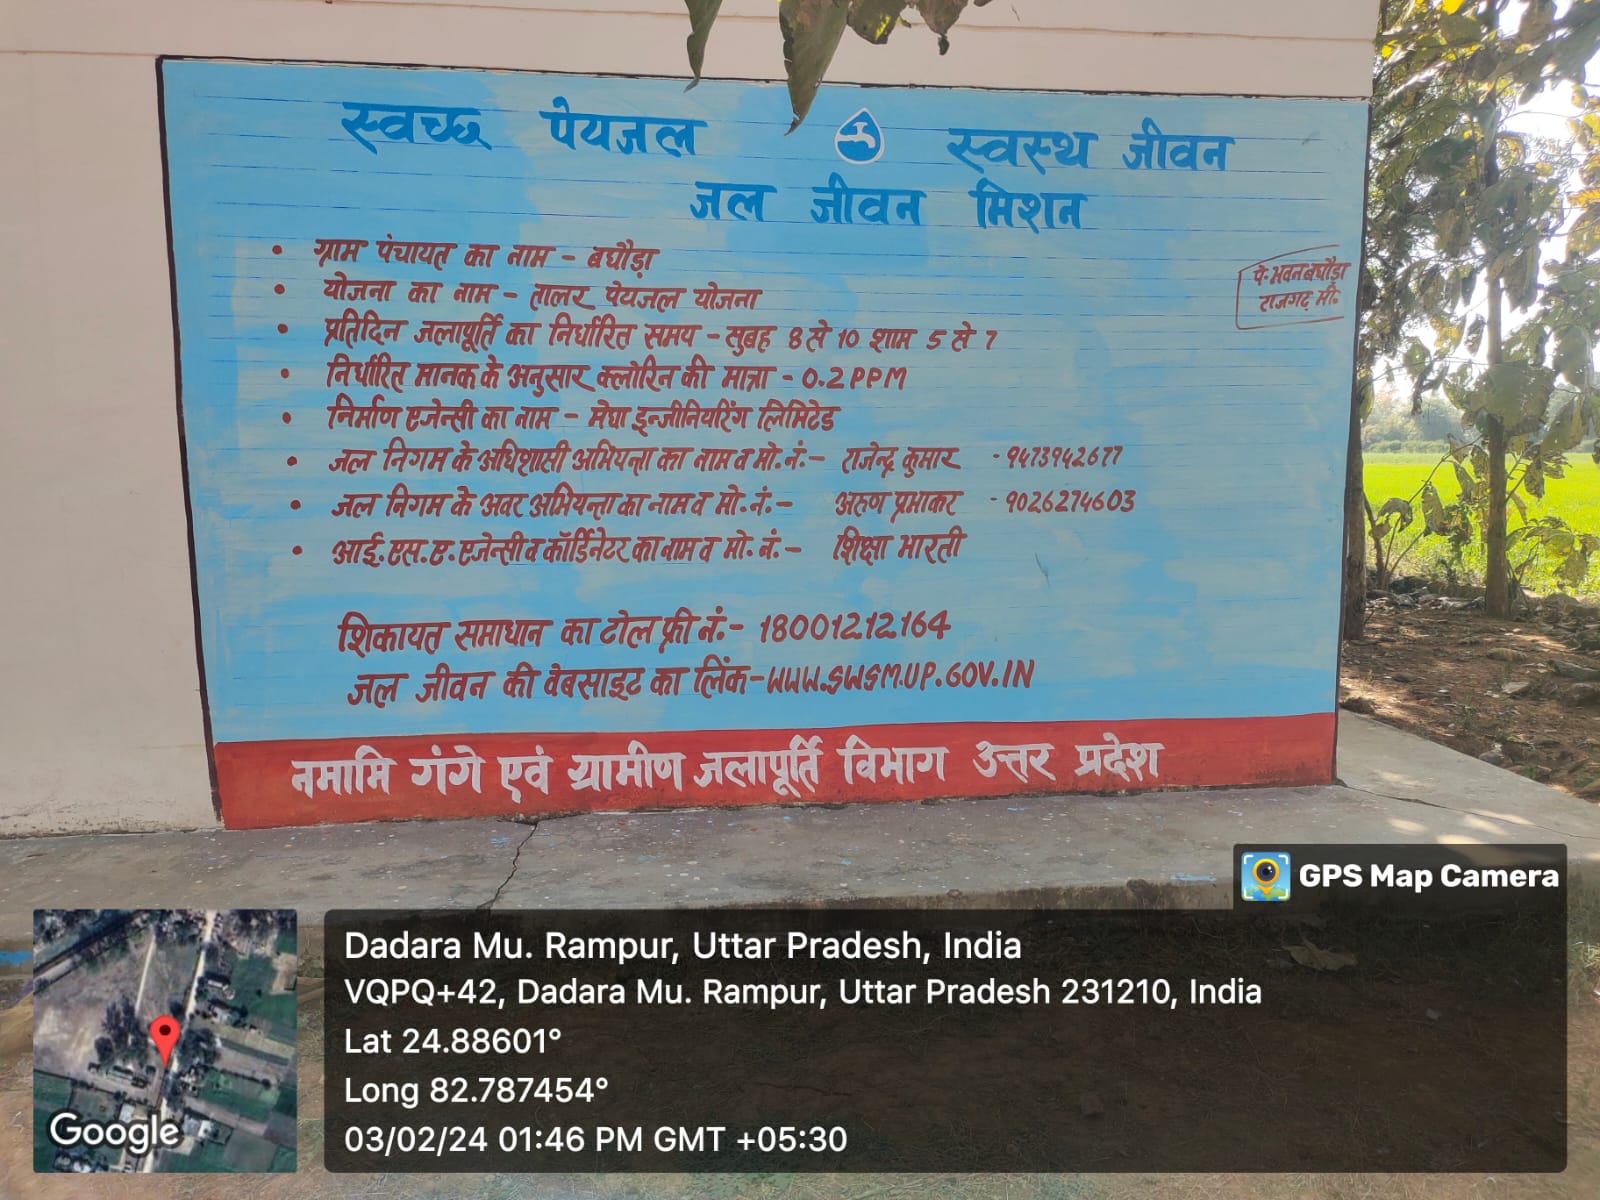 स्वच्छ पेयजल स्वस्थ जीवन
जल जीवन मिशन
• ग्राम पंचायत का नाम - बघौड़ा
• योजना का नाम - तालर पेयजल योजना
• प्रतिदिन जलापूर्ति का निर्धारित समय - सुबह 8 से 10 शाम 5 से 7
• निर्धारित मानक के अनुसार क्लोरिन की मात्रा - 0.2 PPM
• निर्माण एजेन्सी का नाम - मेघा इन्जीनियरिंग लिमिटेड
• जल निगम के अधिशासी अभियन्ता का नाम व मो.नं.- राजेन्द्र कुमार - 9473942677
• जल निगम के अवर अभियन्ता का नाम व मो.नं.- अरुण प्रभाकर - 9026274603
• आई.एस.ए.एजेन्सी व कॉर्डिनेटर का नाम व मो.नं.- शिक्षा भारती
पं.भवन बघौड़ा
राजगढ़ मी.
शिकायत समाधान का टोल फ्री नं.- 18001212164
जल जीवन की वेबसाइट का लिंक-WWW.SWSM.UP.GOV.IN
नमामि गंगे एवं ग्रामीण जलापूर्ति विभाग उत्तर प्रदेश
GPS Map Camera
Dadara Mu. Rampur, Uttar Pradesh, India
VQPQ+42, Dadara Mu. Rampur, Uttar Pradesh 231210, India
Lat 24.88601°
Long 82.787454°
03/02/24 01:46 PM GMT +05:30
Google